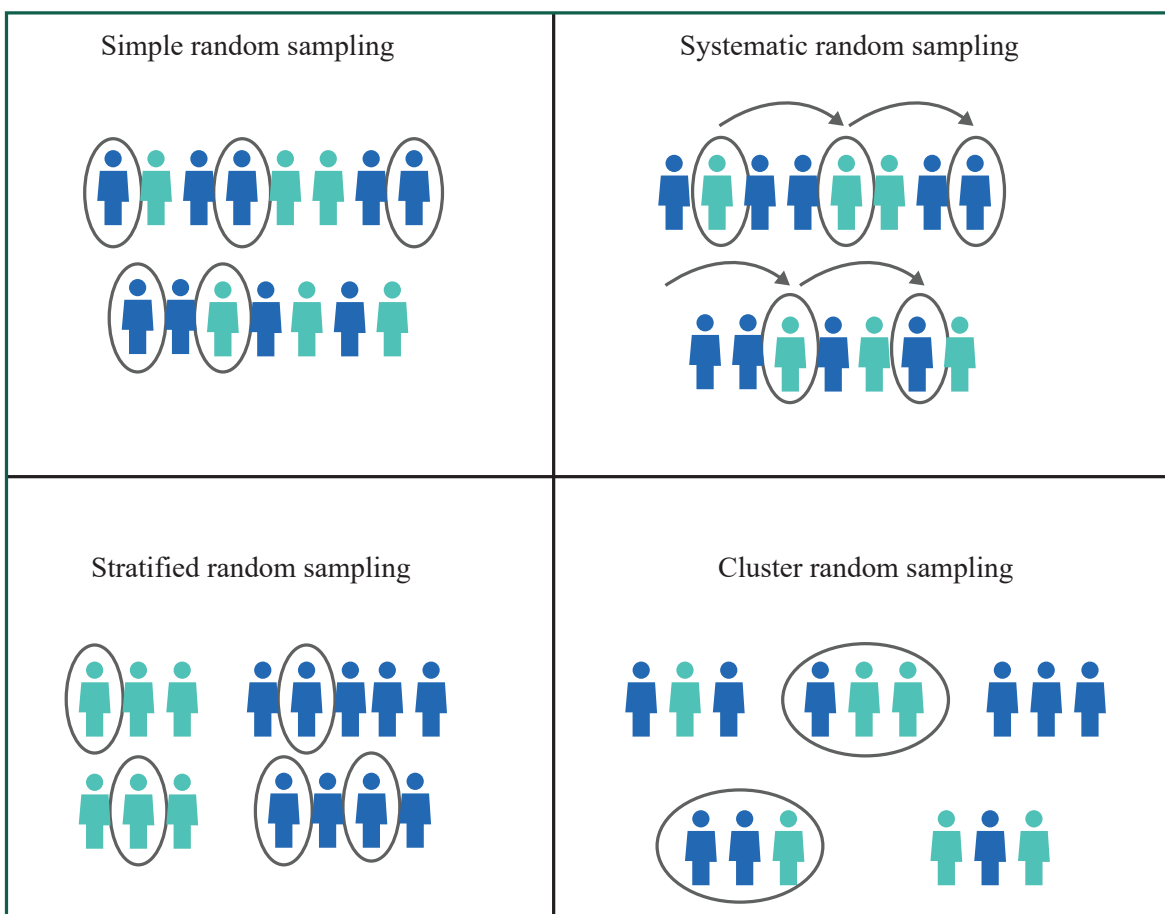 Simple random sampling
Systematic random sampling
Stratified random sampling
Cluster random sampling